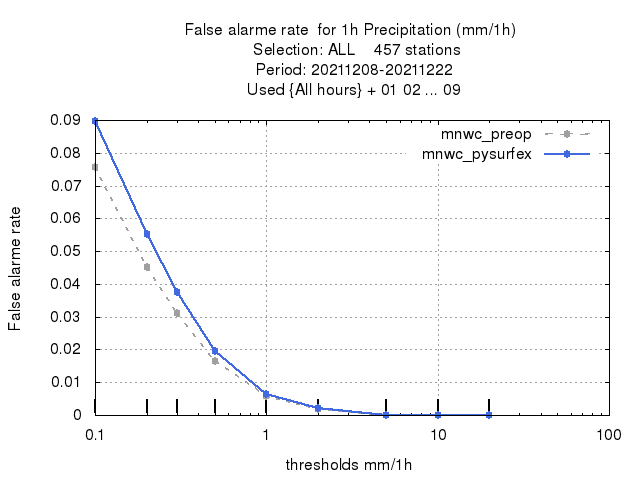 False alarme rate  for 1h Precipitation (mm/1h)
Selection: ALL    457 stations
Period: 20211208-20211222
Used {All hours} + 01 02 ... 09
mnwc_preop
mnwc_pysurfex
0.09
0.08
0.07
0.06
0.05
0.04
0.03
0.02
0.01
0
False alarme rate
0.1 1 10 100
thresholds mm/1h